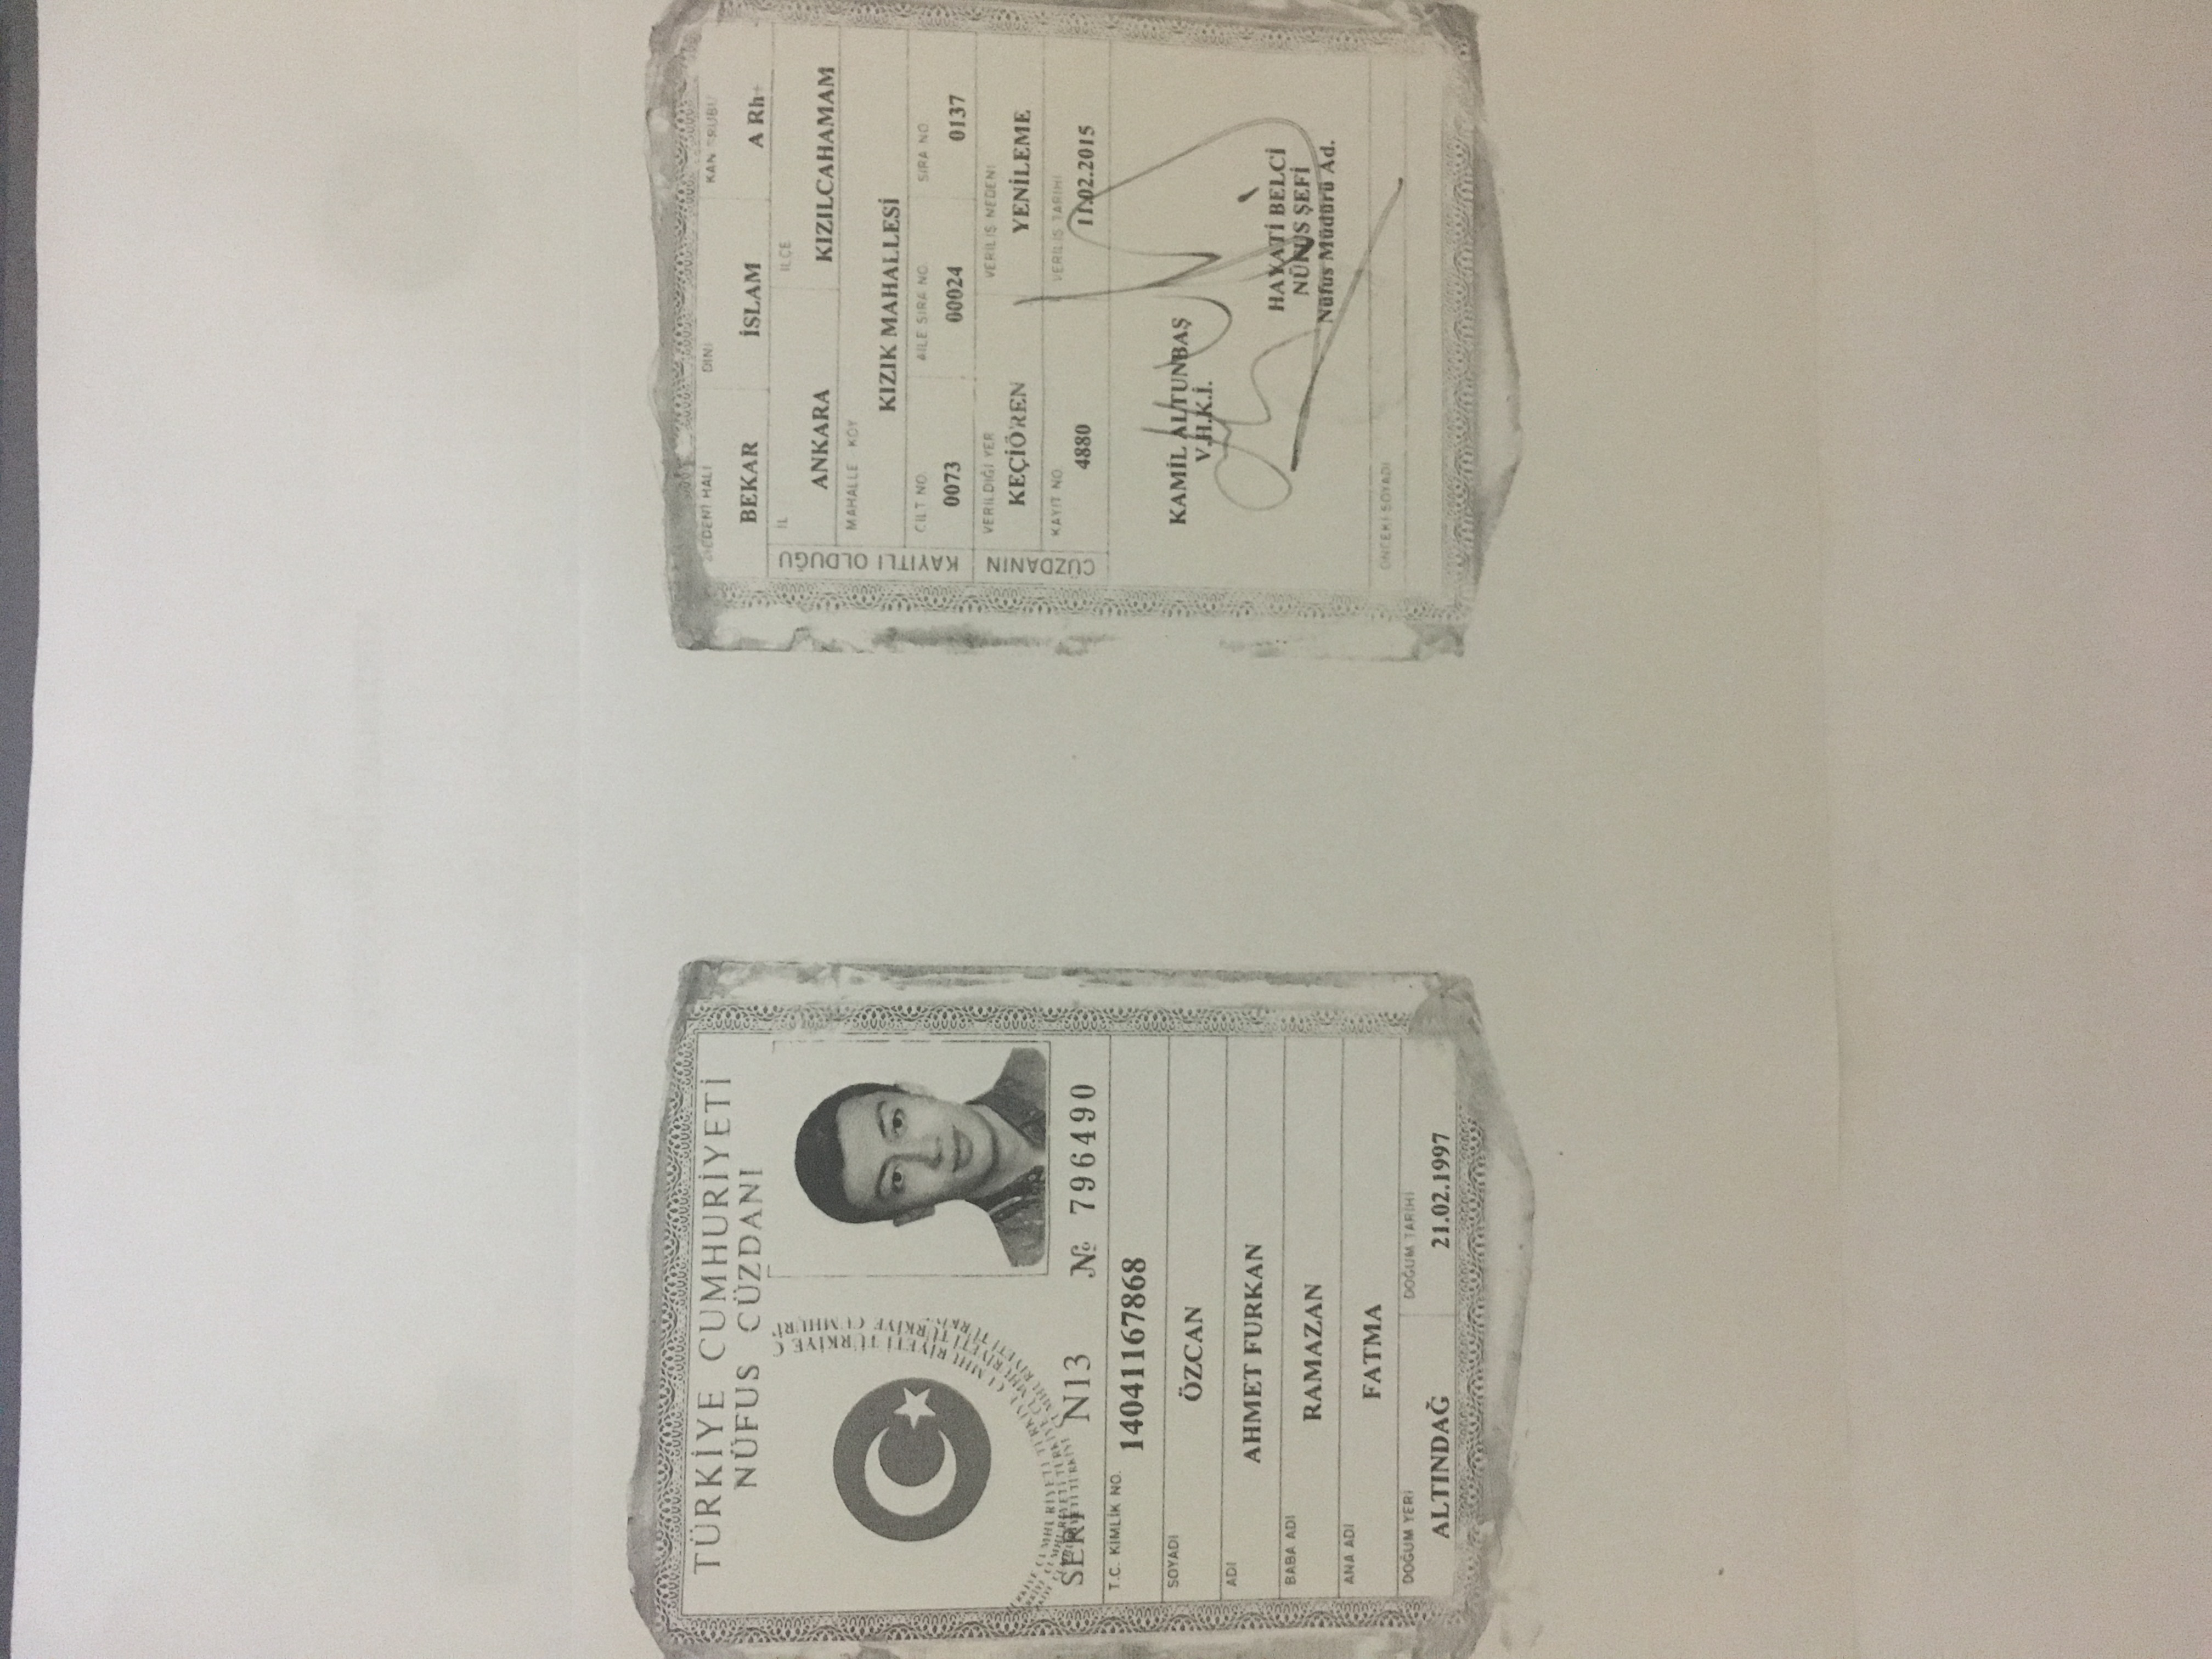 TÜRKİYE CUMHURİYETİ
NÜFUS CÜZDANI
SERİ N13 № 796490
T.C. KİMLİK NO. 14041167868
SOYADI
ÖZCAN
ADI
AHMET FURKAN
BABA ADI
RAMAZAN
ANA ADI
FATMA
DOĞUM YERİ DOĞUM TARİHİ
ALTINDAĞ 21.02.1997
MEDENİ HALİ DİNİ KAN GRUBU
BEKAR İSLAM A Rh+
CÜZDANIN KAYITLI OLDUĞU
İL İLÇE
ANKARA KIZILCAHAMAM
MAHALLE - KÖY
KIZIK MAHALLESİ
CİLT NO. AİLE SIRA NO. SIRA NO.
0073 00024 0137
VERİLDİĞİ YER VERİLİŞ NEDENİ
KEÇİÖREN YENİLEME
KAYIT NO. VERİLİŞ TARİHİ
4880 11.02.2015
KAMİL ALTUNBAŞ
V.H.K.İ.
HAYATİ BELCİ
NÜFUS ŞEFİ
Nüfus Müdürü Ad.
ÖNCEKİ SOYADI